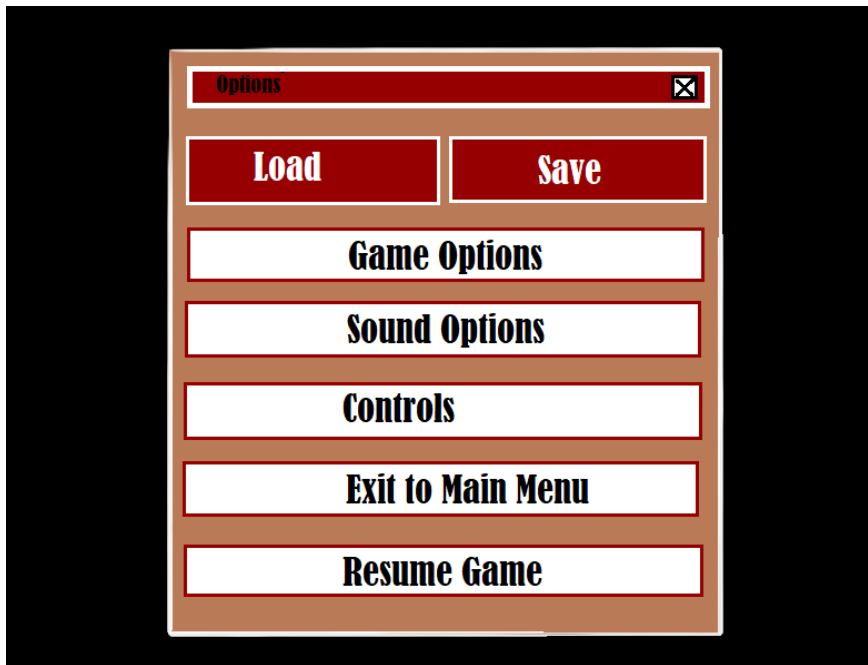 Options
Load
Save
Game Options
Sound Options
Controls
Exit to Main Menu
Resume Game